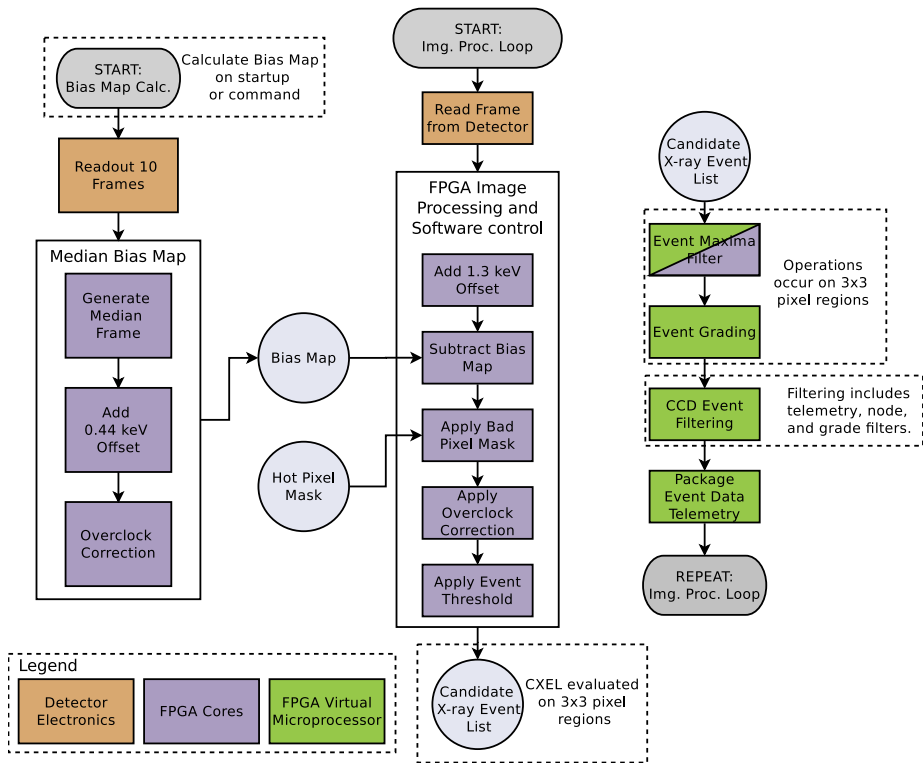 START:
Bias Map Calc.
Calculate Bias Map
on startup
or command
Readout 10
Frames
Median Bias Map
Generate
Median
Frame
Add
0.44 keV
Offset
Overclock
Correction
Bias Map
Hot Pixel
Mask
START:
Img. Proc. Loop
Read Frame
from Detector
FPGA Image
Processing and
Software control
Add 1.3 keV
Offset
Subtract Bias
Map
Apply Bad
Pixel Mask
Apply
Overclock
Correction
Apply Event
Threshold
Candidate
X-ray Event
List
CXEL evaluated
on 3x3 pixel
regions
Candidate
X-ray Event
List
Event Maxima
Filter
Operations
occur on 3x3
pixel regions
Event Grading
CCD Event
Filtering
Filtering includes
telemetry, node,
and grade filters.
Package
Event Data
Telemetry
REPEAT:
Img. Proc. Loop
Legend
Detector
Electronics
FPGA Cores
FPGA Virtual
Microprocessor